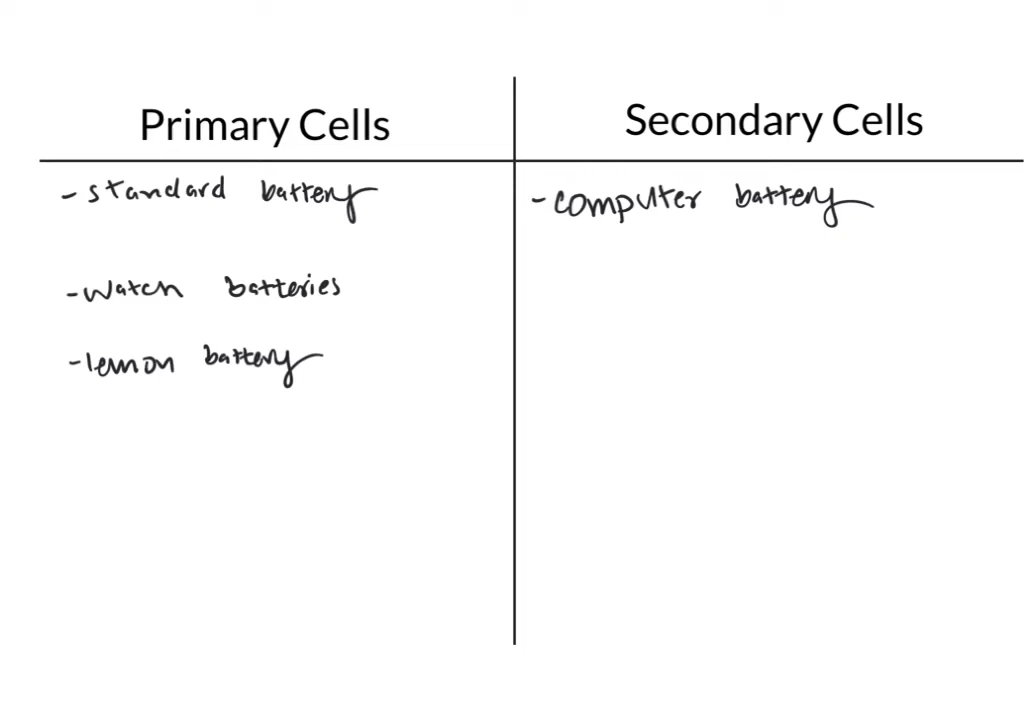 Primary Cells
Secondary Cells
- standard battery
- computer battery
- watch batteries
- lemon battery